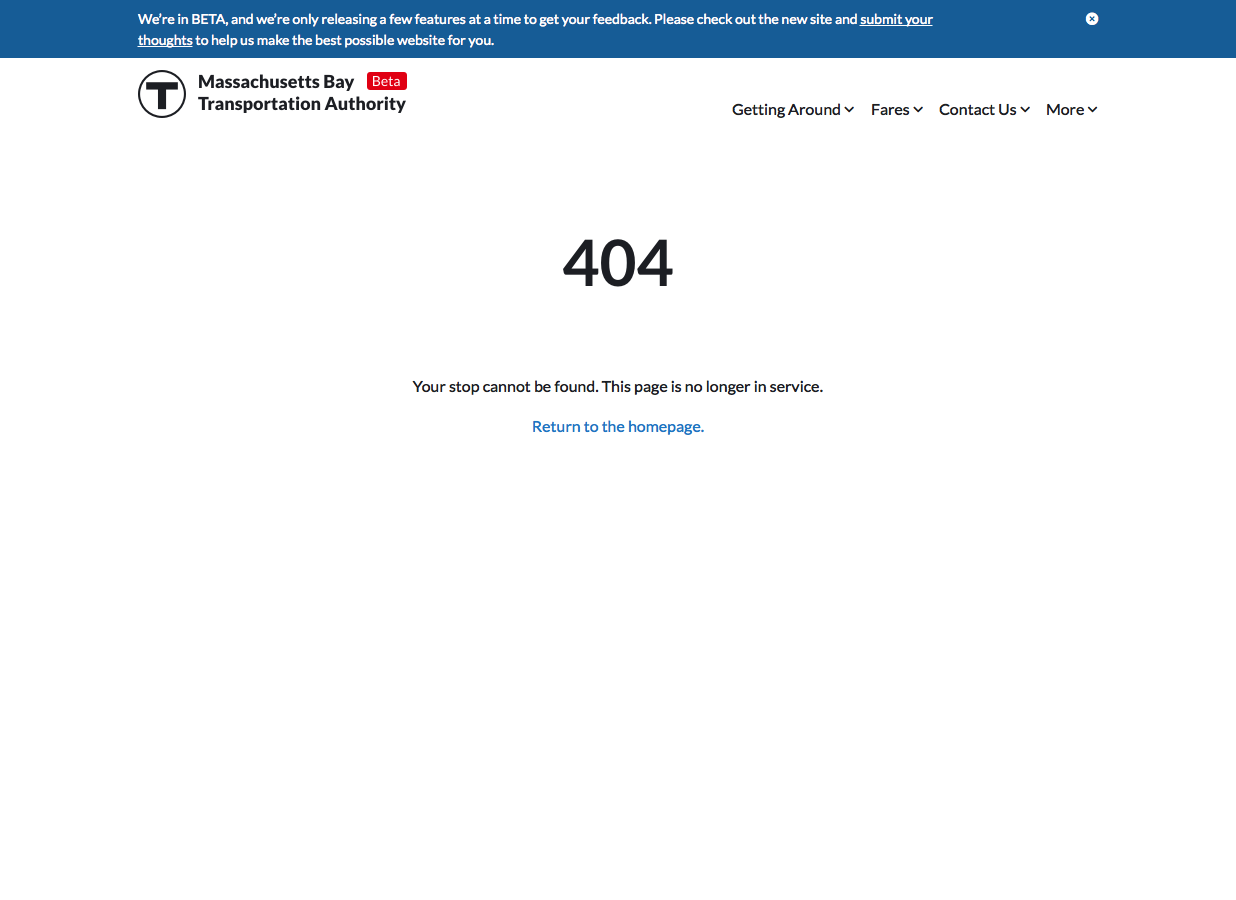 We're in BETA, and we're only releasing a few features at a time to get your feedback. Please check out the new site and submit your
thoughts to help us make the best possible website for you.
T
Massachusetts Bay Beta
Transportation Authority
Getting Around Fares Contact Us More
404
Your stop cannot be found. This page is no longer in service.
Return to the homepage.